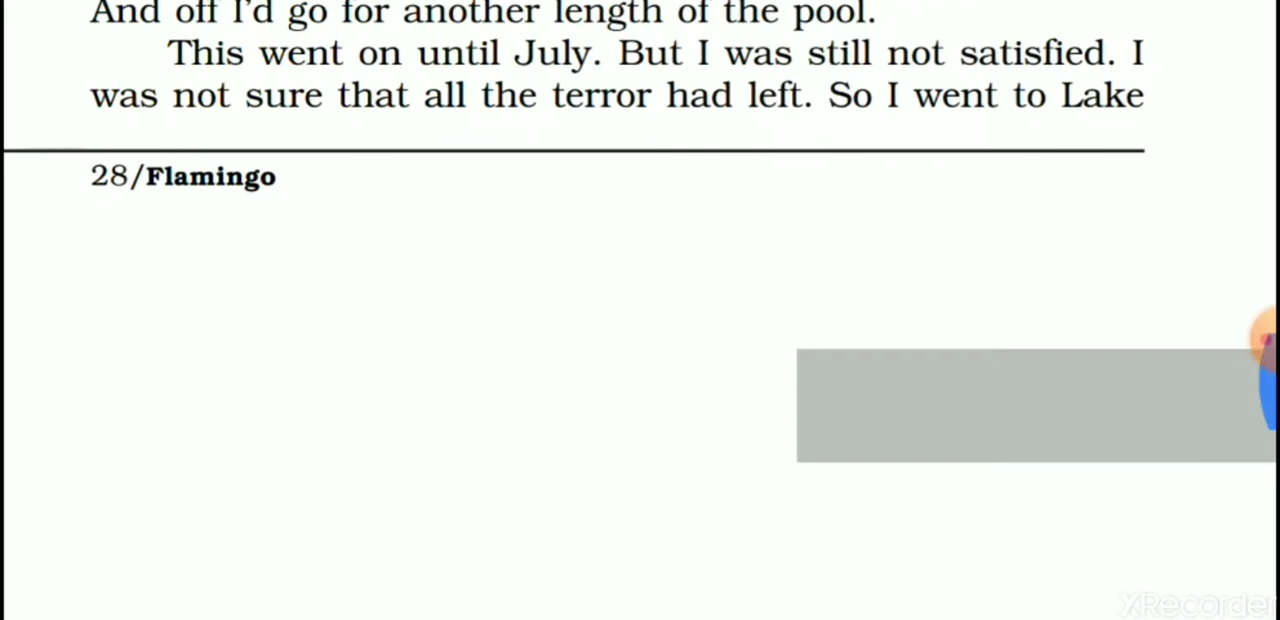 And off I'd go for another length of the pool.
This went on until July. But I was still not satisfied. I
was not sure that all the terror had left. So I went to Lake
28/Flamingo
XRecorder